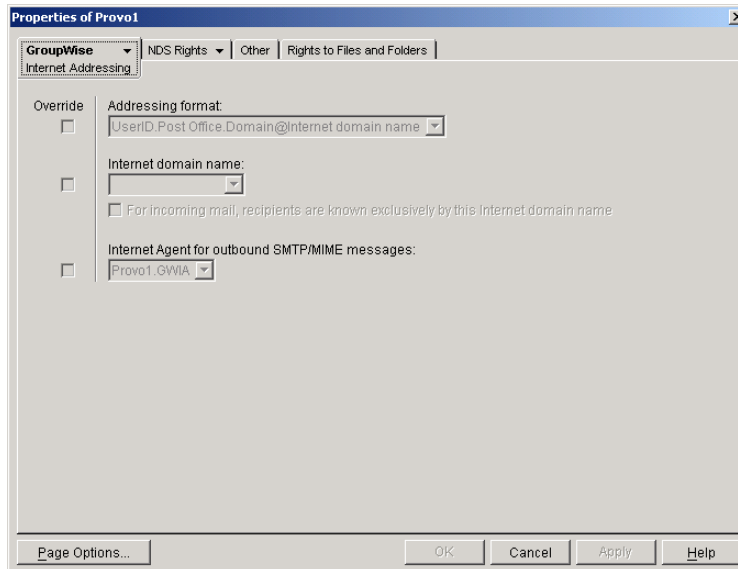 Properties of Provo1
GroupWise NDS Rights Other Rights to Files and Folders
Internet Addressing
Override Addressing format:
UserID.Post Office.Domain@Internet domain name
Internet domain name:
For incoming mail, recipients are known exclusively by this Internet domain name
Internet Agent for outbound SMTP/MIME messages:
Provo1.GWIA
Page Options... OK Cancel Apply Help